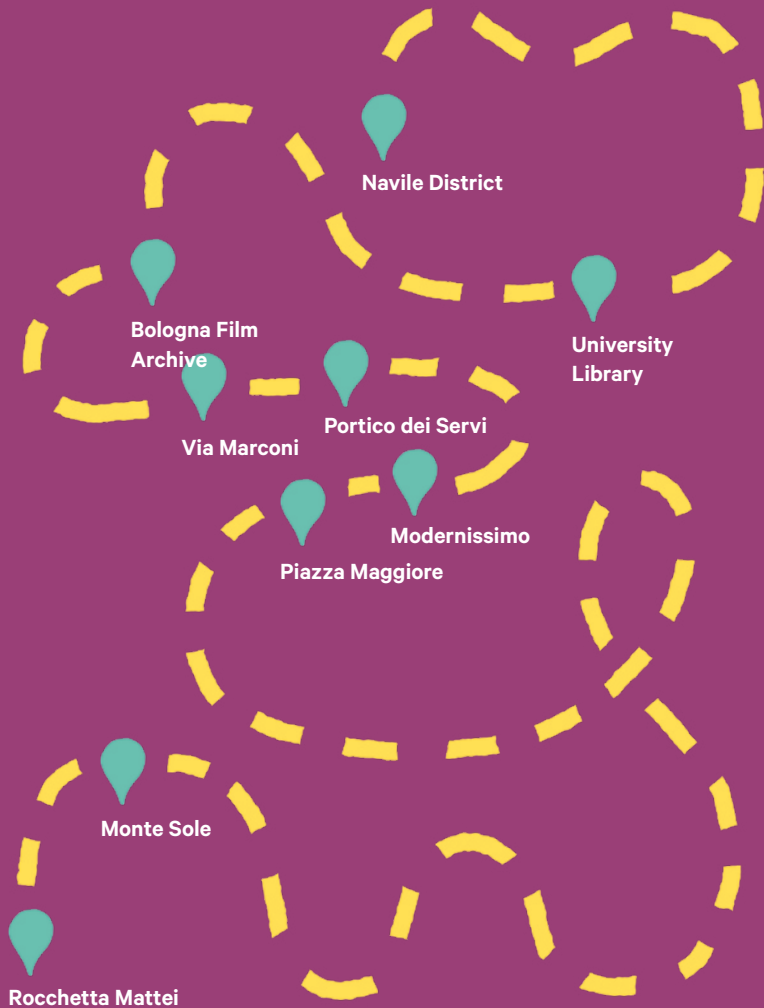 Navile District
Bologna Film
Archive
University
Library
Portico dei Servi
Via Marconi
Modernissimo
Piazza Maggiore
Monte Sole
Rocchetta Mattei